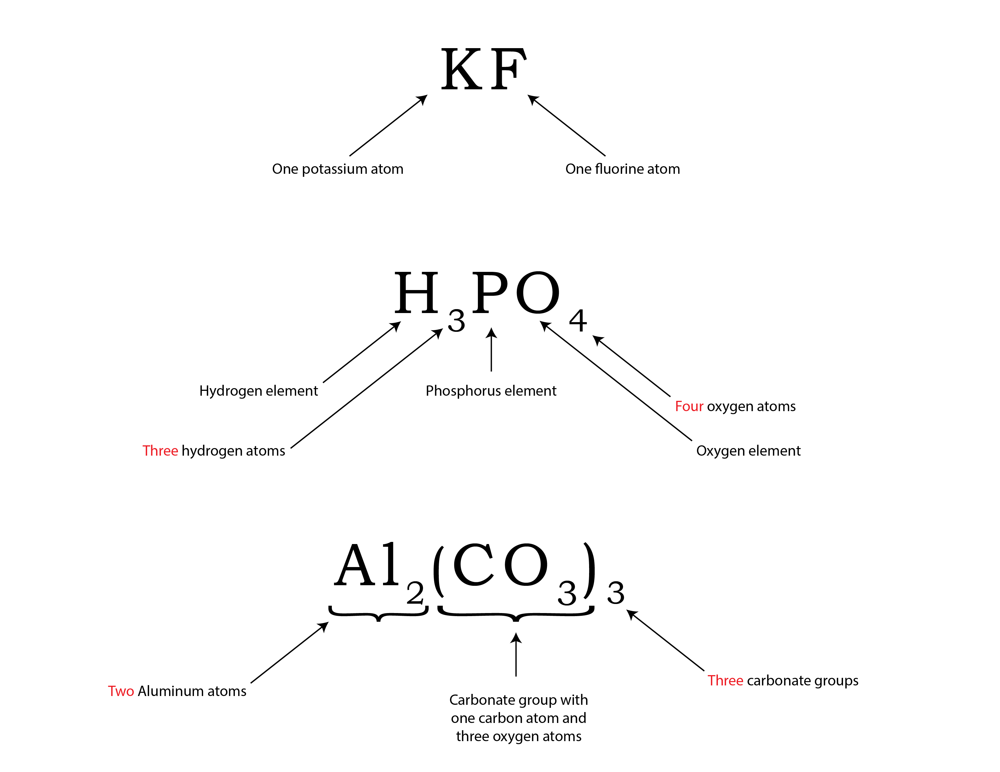 KF
One potassium atom
One fluorine atom
H₃PO₄
Hydrogen element
Phosphorus element
Four oxygen atoms
Three hydrogen atoms
Oxygen element
Al₂(CO₃)₃
Two Aluminum atoms
Carbonate group with
one carbon atom and
three oxygen atoms
Three carbonate groups